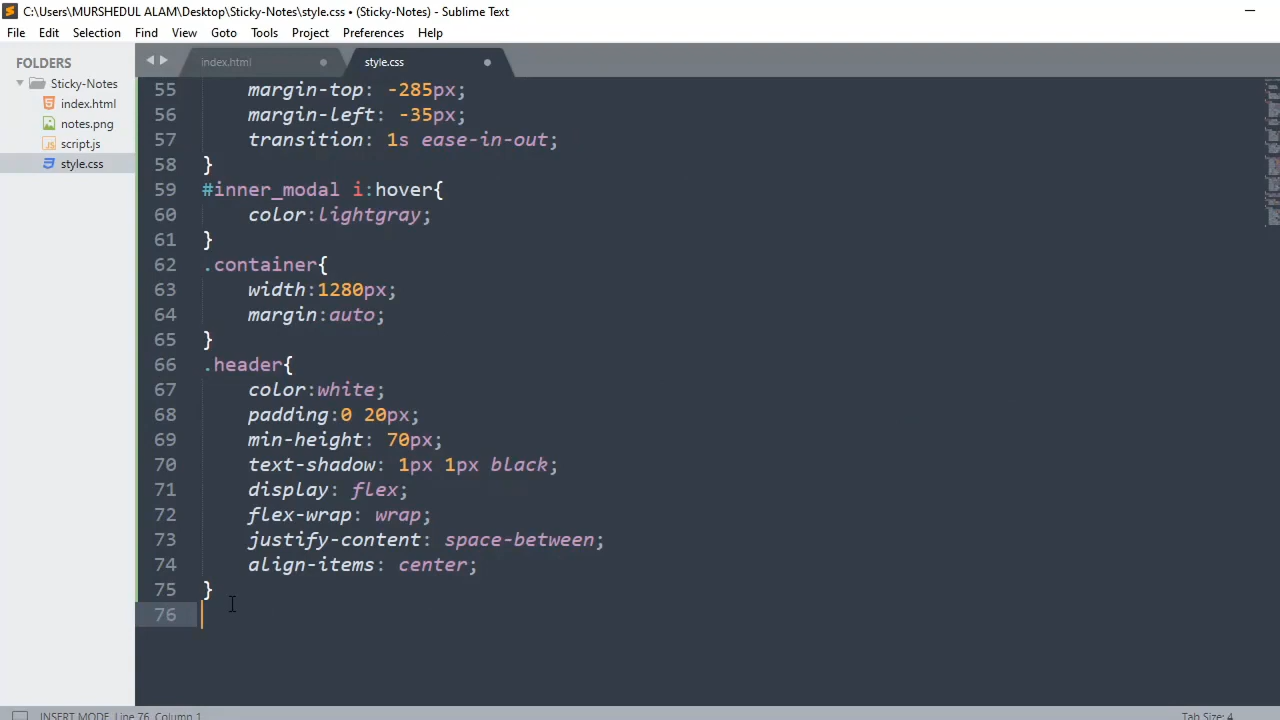 C:\Users\MURSHEDUL ALAM\Desktop\Sticky-Notes\style.css • (Sticky-Notes) - Sublime Text
File Edit Selection Find View Goto Tools Project Preferences Help
FOLDERS
Sticky-Notes
index.html
notes.png
script.js
style.css
index.html style.css
55 margin-top: -285px;
56 margin-left: -35px;
57 transition: 1s ease-in-out;
58 }
59 #inner_modal i:hover{
60 color:lightgray;
61 }
62 .container{
63 width:1280px;
64 margin:auto;
65 }
66 .header{
67 color:white;
68 padding:0 20px;
69 min-height: 70px;
70 text-shadow: 1px 1px black;
71 display: flex;
72 flex-wrap: wrap;
73 justify-content: space-between;
74 align-items: center;
75 }
76
INSERT MODE, Line 76, Column 1 Tab Size: 4